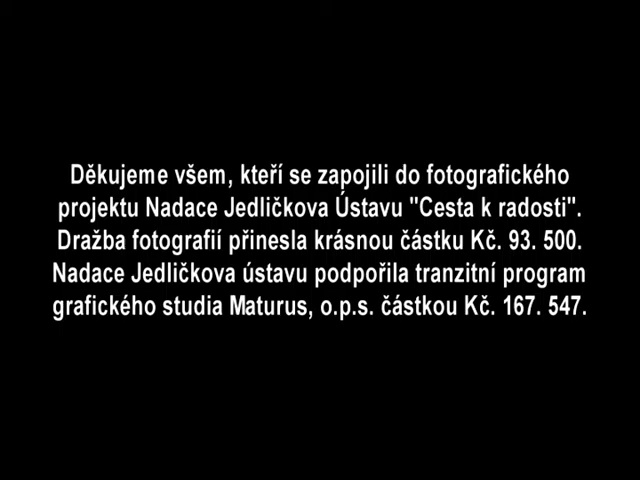 Děkujeme všem, kteří se zapojili do fotografického
projektu Nadace Jedličkova Ústavu "Cesta k radosti".
Dražba fotografií přinesla krásnou částku Kč. 93. 500.
Nadace Jedličkova ústavu podpořila tranzitní program
grafického studia Maturus, o.p.s. částkou Kč. 167. 547.